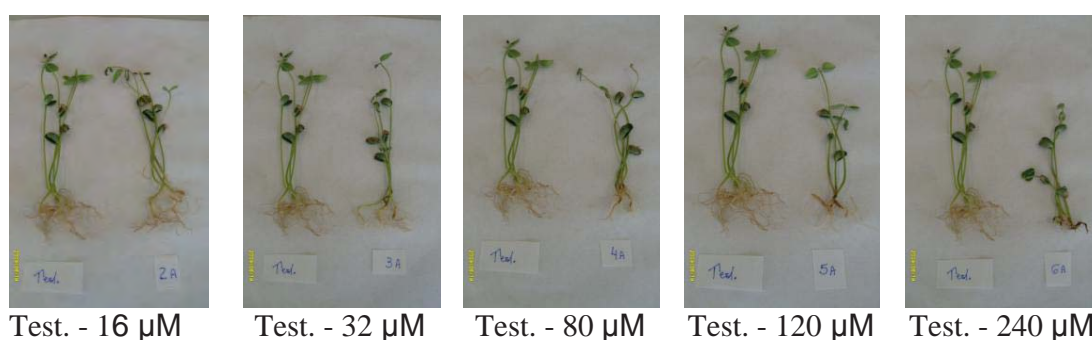 Test. 2A
Test. 3A
Test. 4A
Test. 5A
Test. 6A
Test. - 16 µM Test. - 32 µM Test. - 80 µM Test. - 120 µM Test. - 240 µM